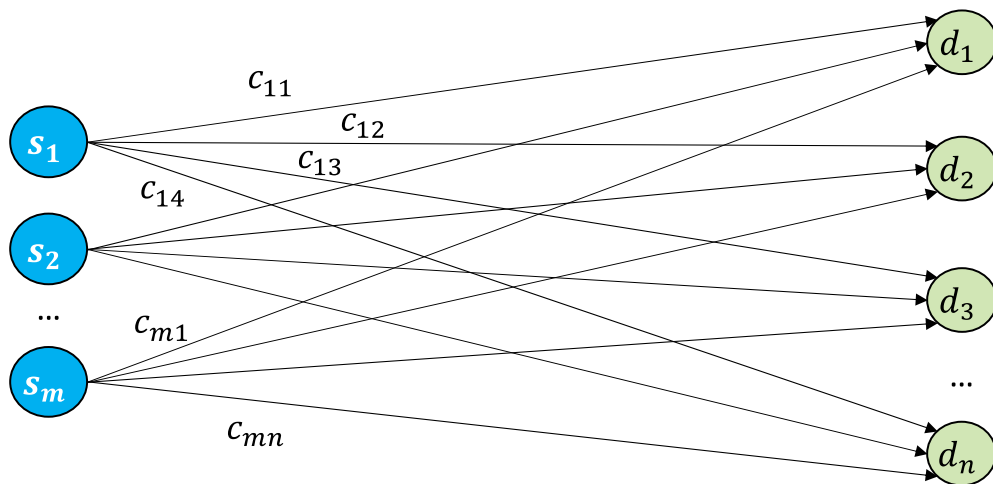 d₁
c₁₁
c₁₂
s₁
c₁₃
d₂
c₁₄
s₂
d₃
...
cₘ₁
sₘ
...
cₘₙ
dₙ